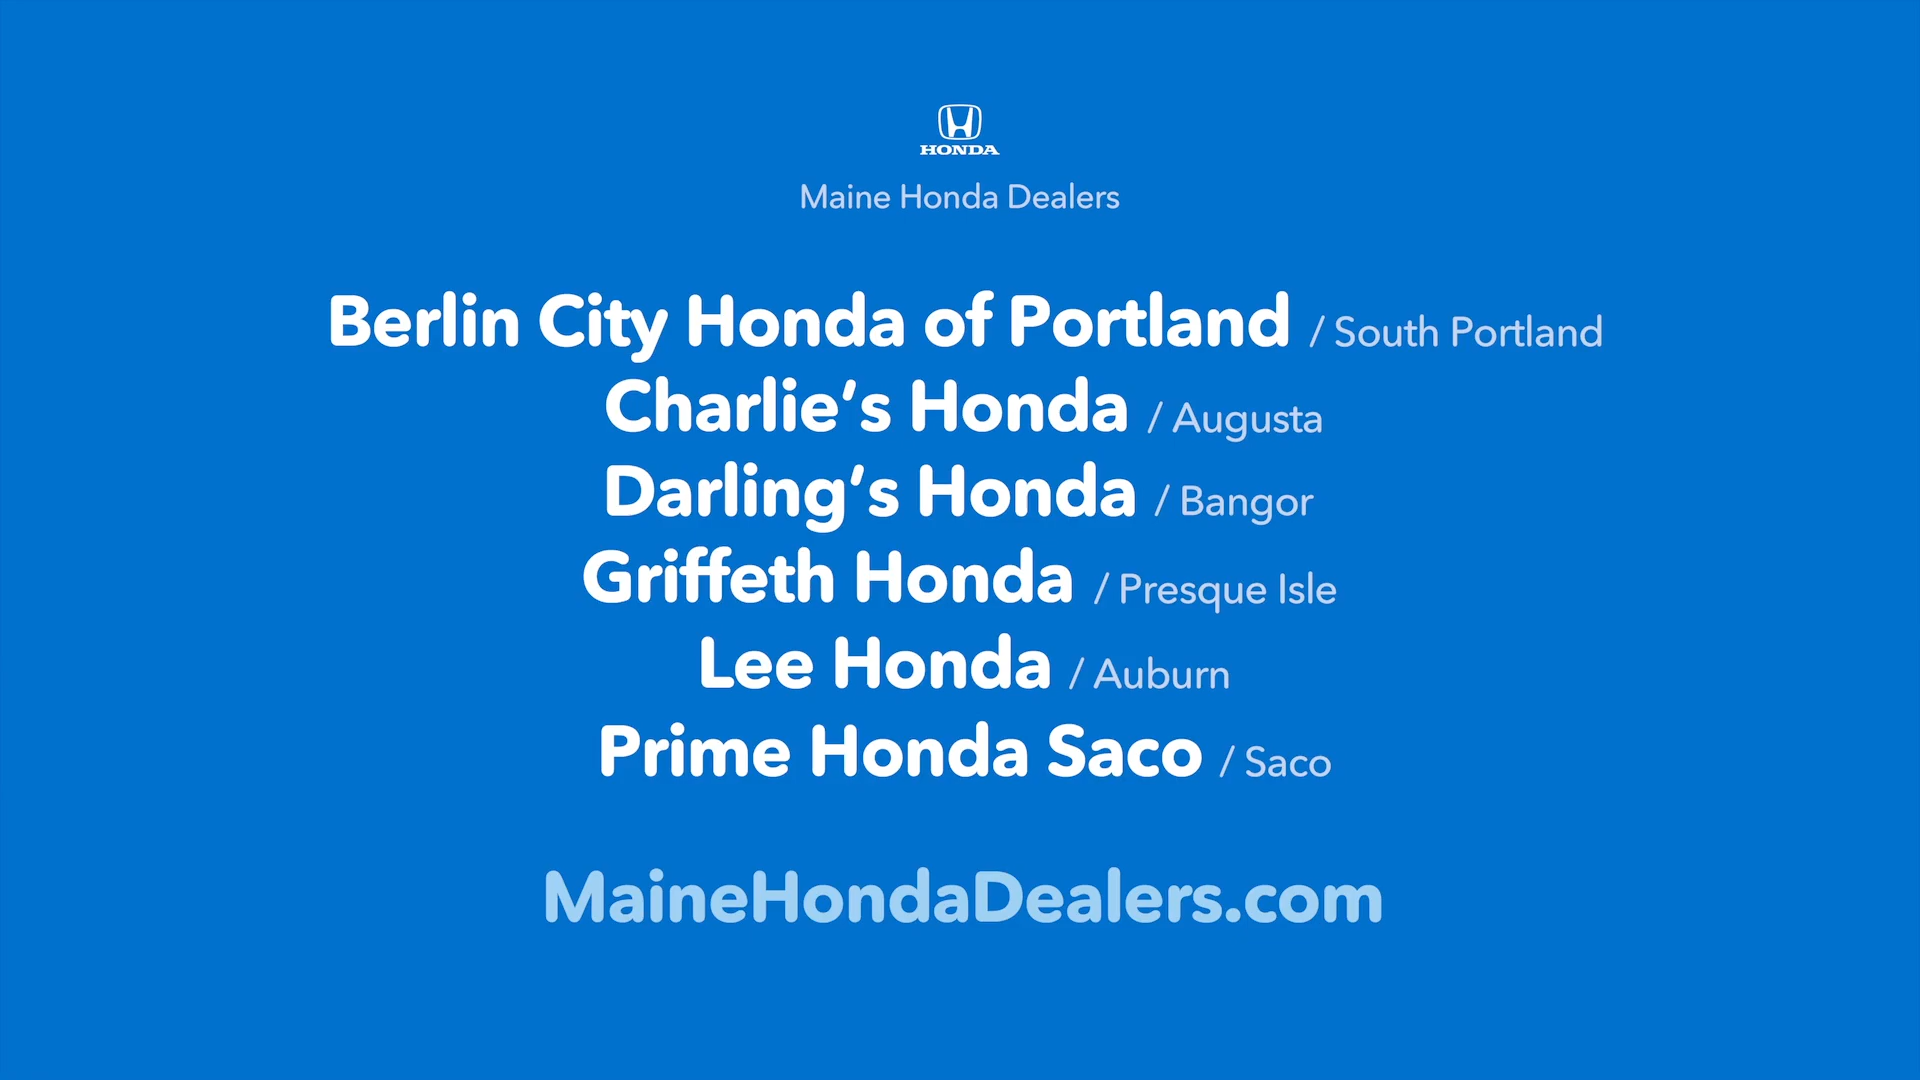 HONDA
Maine Honda Dealers
Berlin City Honda of Portland / South Portland
Charlie's Honda / Augusta
Darling's Honda / Bangor
Griffeth Honda / Presque Isle
Lee Honda / Auburn
Prime Honda Saco / Saco
MaineHondaDealers.com